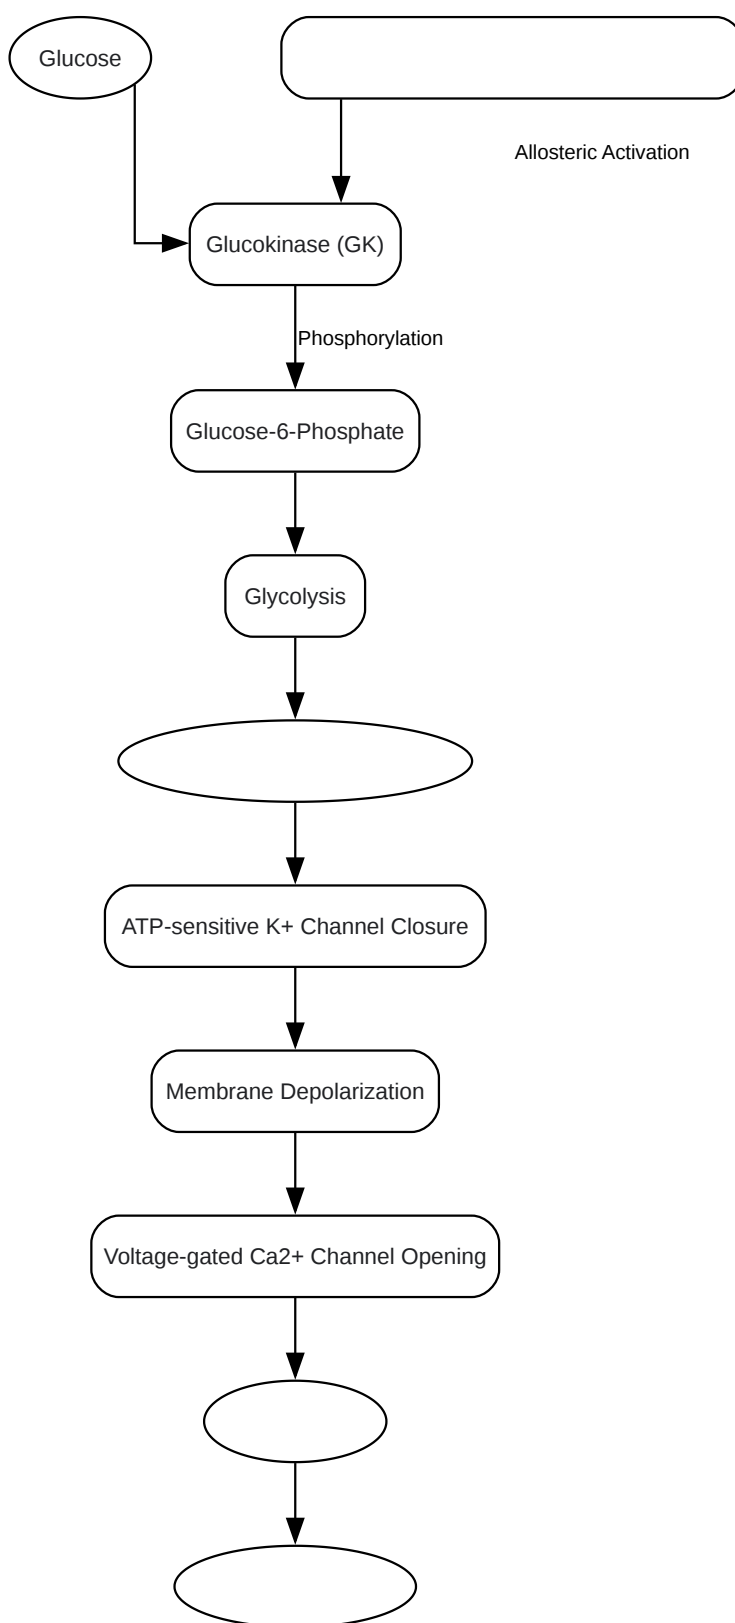 Glucose
Allosteric Activation
Glucokinase (GK)
Phosphorylation
Glucose-6-Phosphate
Glycolysis
ATP-sensitive K+ Channel Closure
Membrane Depolarization
Voltage-gated Ca2+ Channel Opening